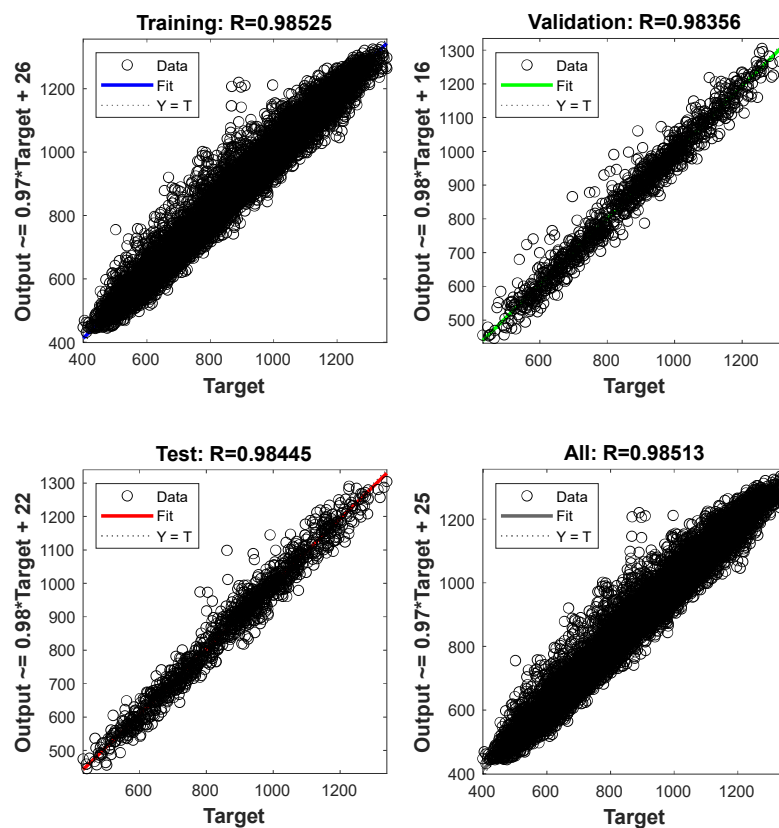 Training: R=0.98525
Output ~= 0.97*Target + 26
1200
1000
800
600
400
Data
Fit
Y = T
400 600 800 1000 1200
Target
Validation: R=0.98356
Output ~= 0.98*Target + 16
1300
1200
1100
1000
900
800
700
600
500
Data
Fit
Y = T
600 800 1000 1200
Target
Test: R=0.98445
Output ~= 0.98*Target + 22
1300
1200
1100
1000
900
800
700
600
500
Data
Fit
Y = T
600 800 1000 1200
Target
All: R=0.98513
Output ~= 0.97*Target + 25
1200
1000
800
600
400
Data
Fit
Y = T
400 600 800 1000 1200
Target